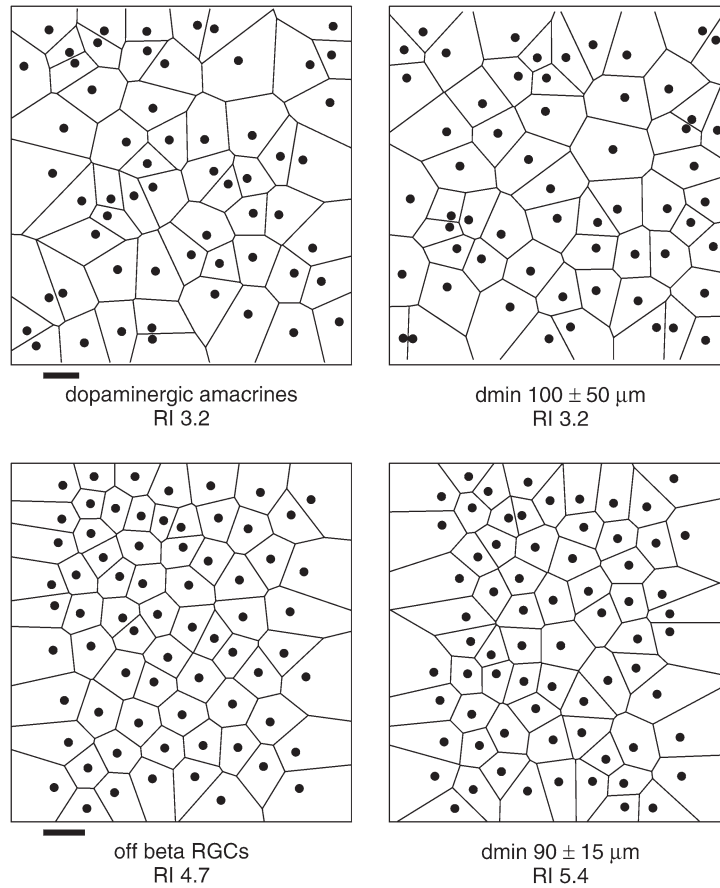 dopaminergic amacrines
RI 3.2
dmin 100 ± 50 μm
RI 3.2
off beta RGCs
RI 4.7
dmin 90 ± 15 μm
RI 5.4